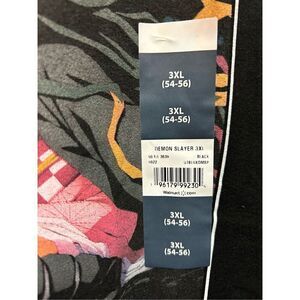 3XL
(54-56)
3XL
(54-56)
DEMON SLAYER 3X
BLACK
96179 99230
Walmart .com
3XL
(54-56)
3XL
(54-56)